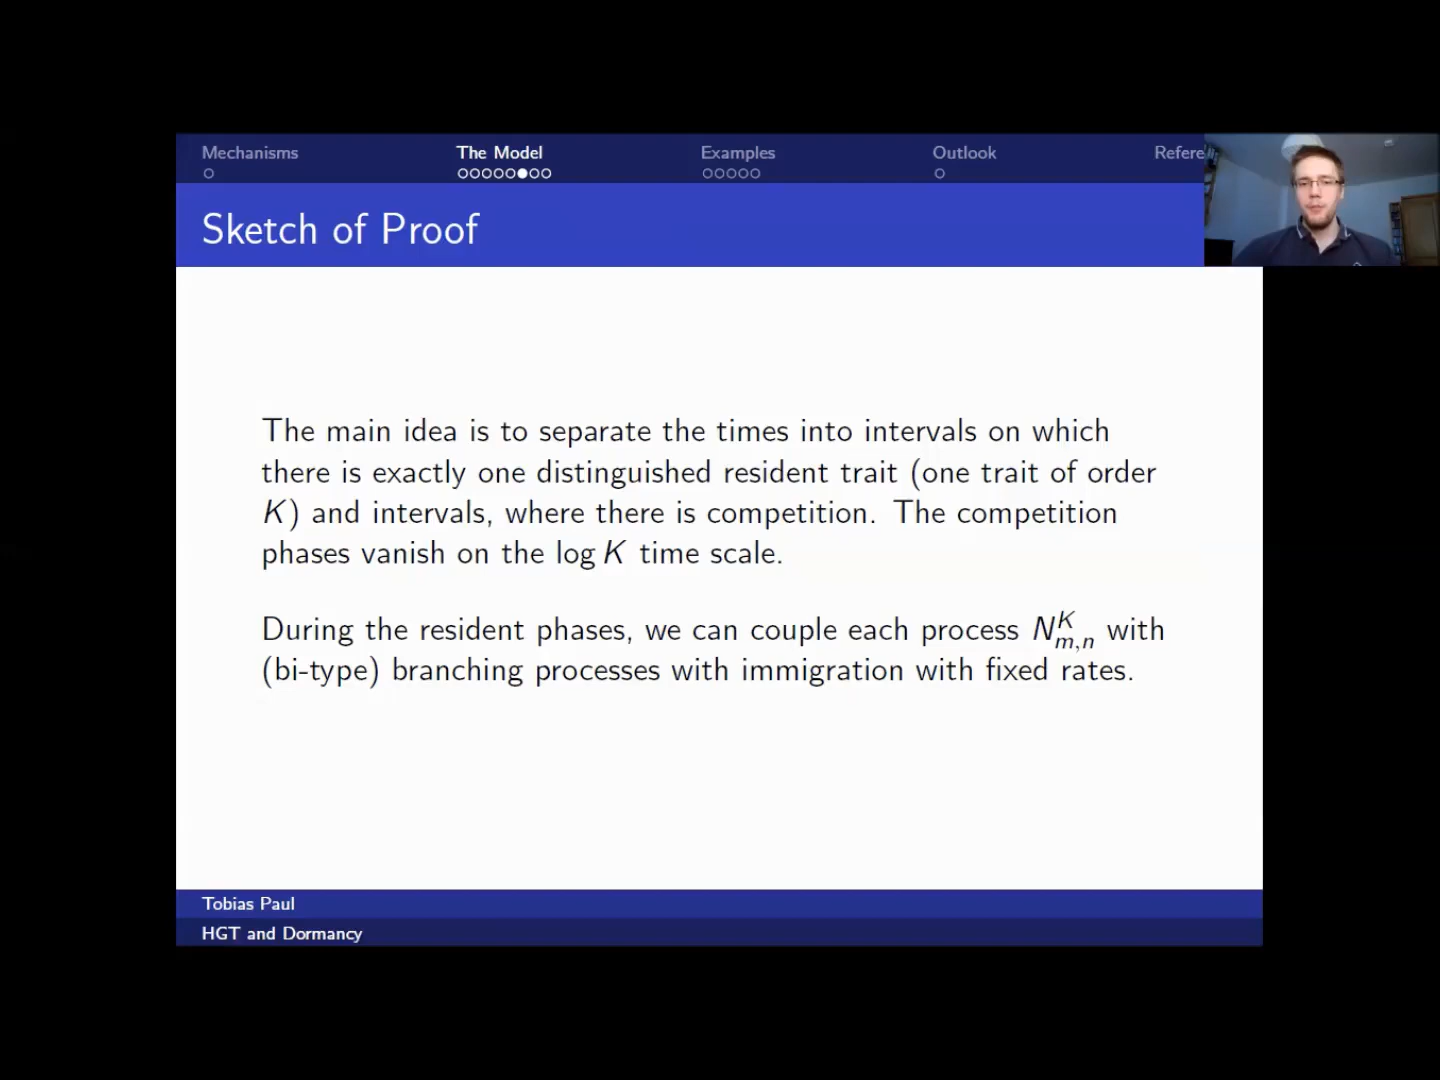 Mechanisms The Model Examples Outlook Refere
Sketch of Proof
The main idea is to separate the times into intervals on which
there is exactly one distinguished resident trait (one trait of order
K) and intervals, where there is competition. The competition
phases vanish on the log K time scale.
During the resident phases, we can couple each process N^K_{m,n} with
(bi-type) branching processes with immigration with fixed rates.
Tobias Paul
HGT and Dormancy